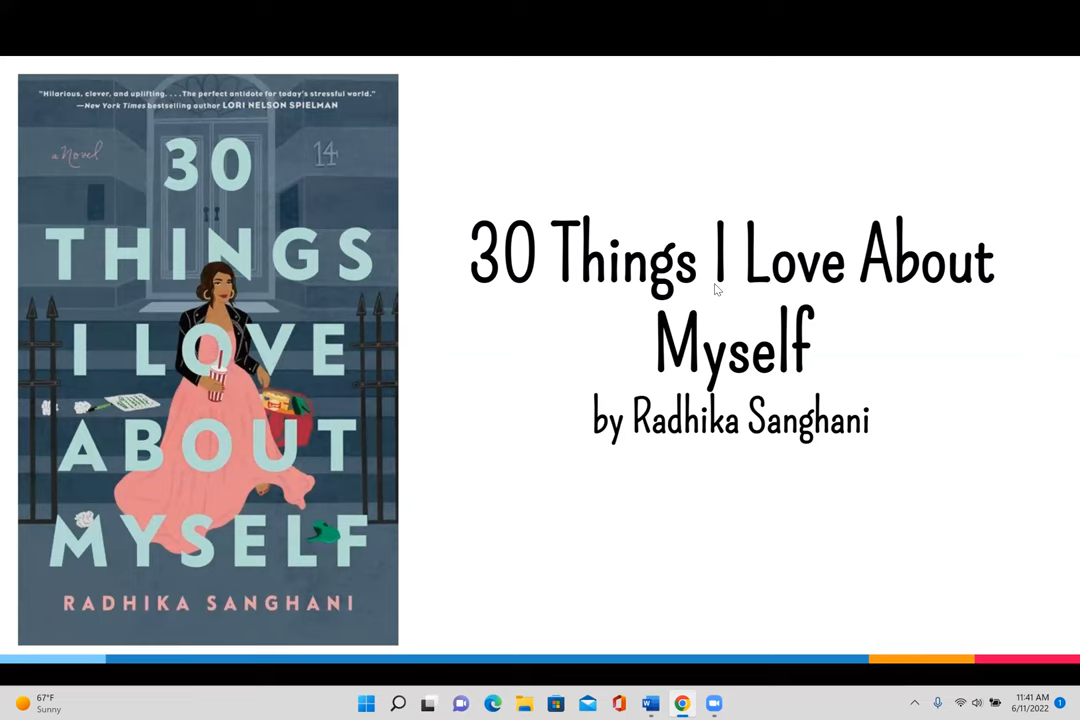 "Hilarious, clever, and uplifting. . . .The perfect antidote for today's stressful world."
—New York Times bestselling author LORI NELSON SPIELMAN
a Novel
30
14
THINGS
I LOVE
ABOUT
MYSELF
RADHIKA SANGHANI
30 Things I Love About
Myself
by Radhika Sanghani
67°F
Sunny
11:41 AM
6/11/2022
1